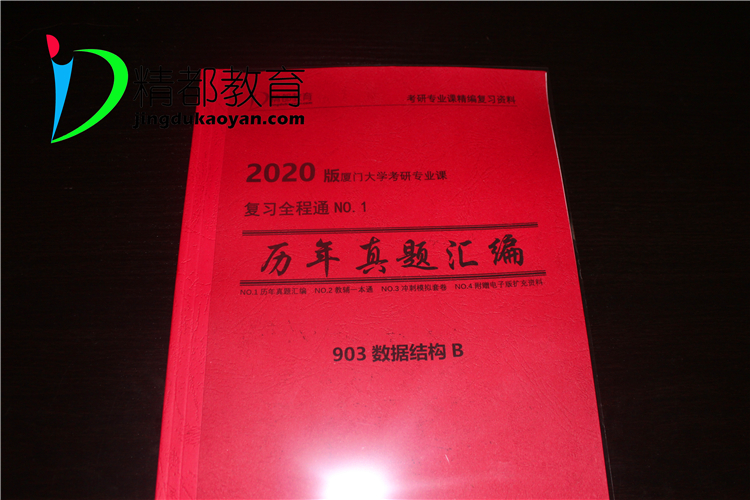 精都教育
jingdukaoyan.com
考研专业课精编复习资料
2020 版厦门大学考研专业课
复习全程通 NO.1
历年真题汇编
NO.1 历年真题汇编 NO.2 教辅一本通 NO.3 冲刺模拟套卷 NO.4 附赠电子版扩充资料
903 数据结构 B